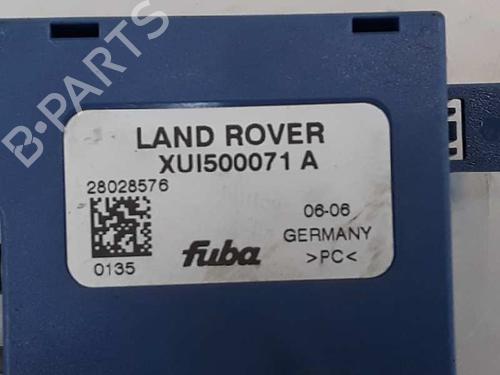 B-PARTS
LAND ROVER
XUI500071 A
28028576
06-06
fuba
GERMANY
0135
>PC<